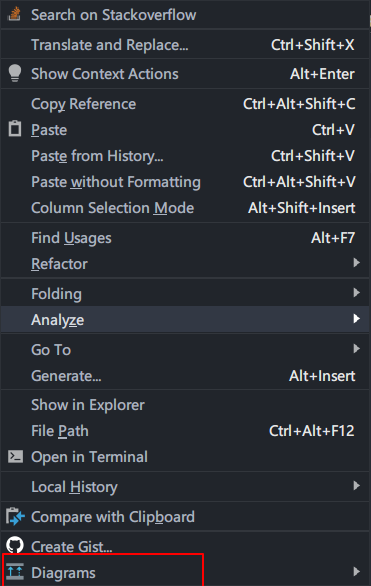 Search on Stackoverflow
Translate and Replace... Ctrl+Shift+X
Show Context Actions Alt+Enter
Copy Reference Ctrl+Alt+Shift+C
Paste Ctrl+V
Paste from History... Ctrl+Shift+V
Paste without Formatting Ctrl+Alt+Shift+V
Column Selection Mode Alt+Shift+Insert
Find Usages Alt+F7
Refactor
Folding
Analyze
Go To
Generate... Alt+Insert
Show in Explorer
File Path Ctrl+Alt+F12
Open in Terminal
Local History
Compare with Clipboard
Create Gist...
Diagrams